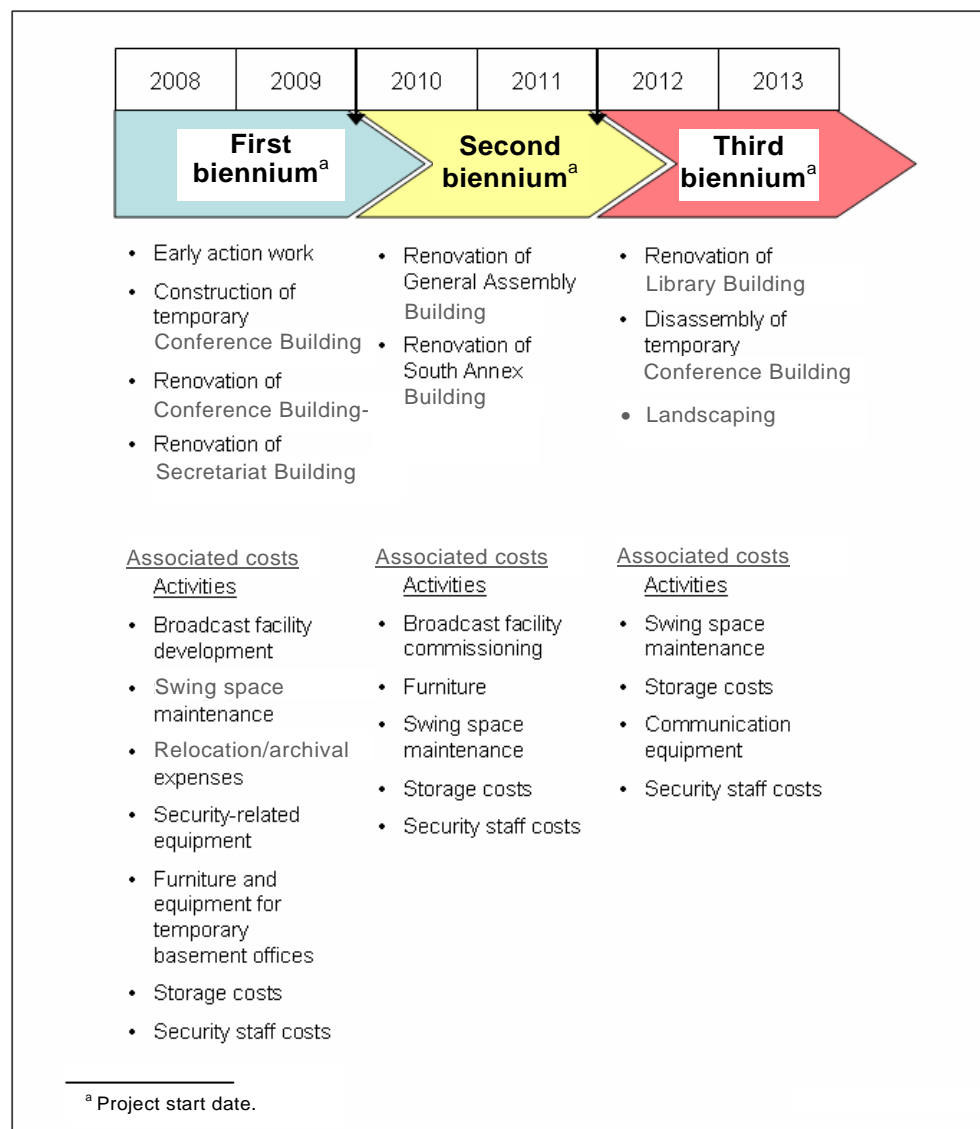 2008 2009 2010 2011 2012 2013
First
biennium^a
Second
biennium^a
Third
biennium^a
• Early action work
• Construction of
temporary
Conference Building
• Renovation of
Conference Building-
• Renovation of
Secretariat Building
• Renovation of
General Assembly
Building
• Renovation of
South Annex
Building
• Renovation of
Library Building
• Disassembly of
temporary
Conference Building
• Landscaping
Associated costs
Activities
• Broadcast facility
development
• Swing space
maintenance
• Relocation/archival
expenses
• Security-related
equipment
• Furniture and
equipment for
temporary
basement offices
• Storage costs
• Security staff costs
Associated costs
Activities
• Broadcast facility
commissioning
• Furniture
• Swing space
maintenance
• Storage costs
• Security staff costs
Associated costs
Activities
• Swing space
maintenance
• Storage costs
• Communication
equipment
• Security staff costs
^a Project start date.